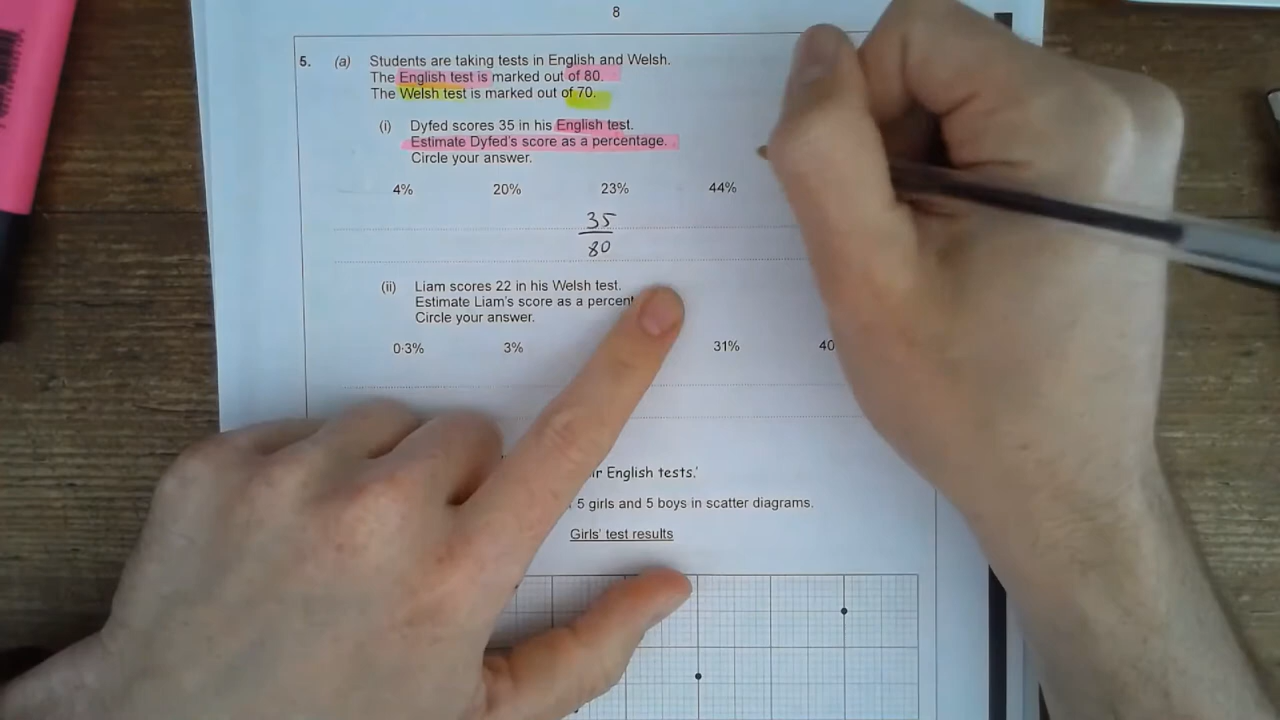 8
5. (a) Students are taking tests in English and Welsh.
The English test is marked out of 80.
The Welsh test is marked out of 70.
(i) Dyfed scores 35 in his English test.
Estimate Dyfed's score as a percentage.
Circle your answer.
4% 20% 23% 44%
35
80
(ii) Liam scores 22 in his Welsh test.
Estimate Liam's score as a
Circle your answer.
0·3% 3% 31% 40
English tests.'
5 girls and 5 boys in scatter diagrams.
Girls' test results